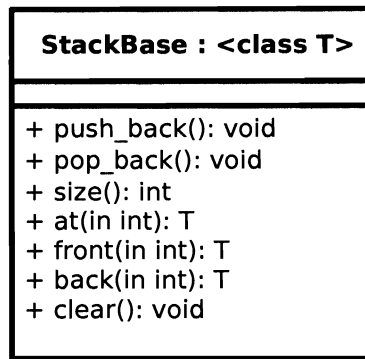 StackBase : <class T>
+ push_back(): void
+ pop_back(): void
+ size(): int
+ at(in int): T
+ front(in int): T
+ back(in int): T
+ clear(): void